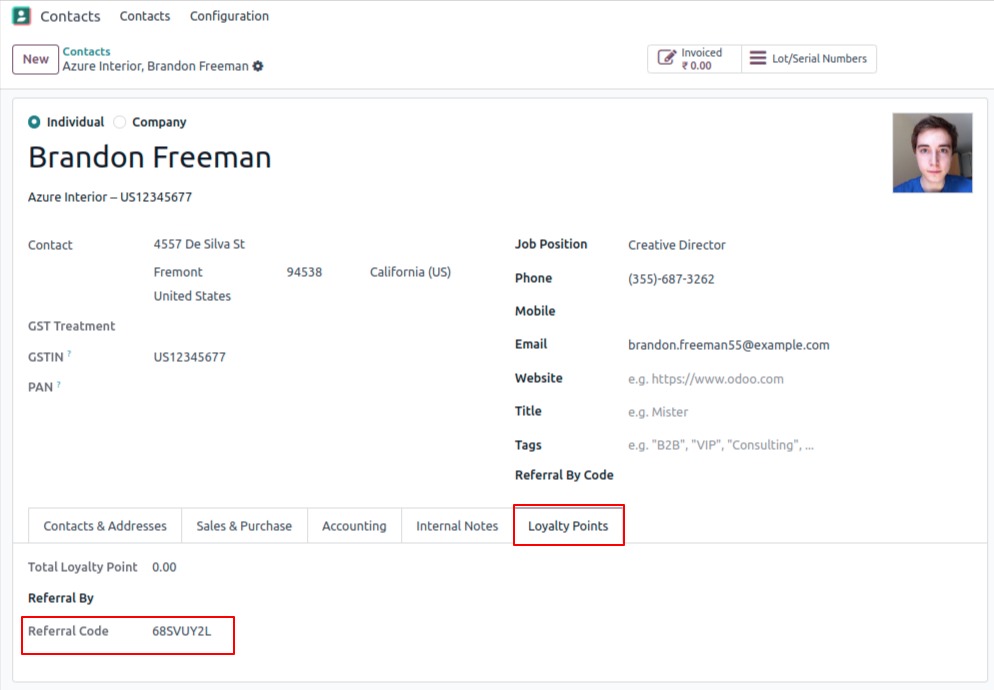 Contacts Contacts Configuration
New
Contacts
Azure Interior, Brandon Freeman
Invoiced
₹ 0.00
Lot/Serial Numbers
Individual Company
Brandon Freeman
Azure Interior – US12345677
Contact 4557 De Silva St
Fremont 94538 California (US)
United States
GST Treatment
GSTIN ? US12345677
PAN ?
Job Position Creative Director
Phone (355)-687-3262
Mobile
Email brandon.freeman55@example.com
Website e.g. https://www.odoo.com
Title e.g. Mister
Tags e.g. "B2B", "VIP", "Consulting", ...
Referral By Code
Contacts & Addresses Sales & Purchase Accounting Internal Notes Loyalty Points
Total Loyalty Point 0.00
Referral By
Referral Code 68SVUY2L